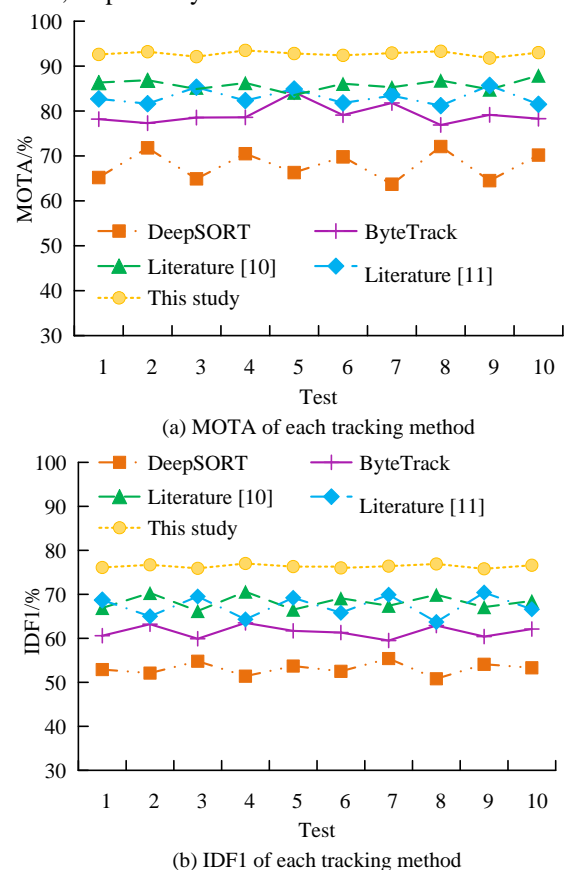 100
90
80
70
60
50
40
30
MOTA/%
DeepSORT
ByteTrack
Literature [10]
Literature [11]
This study
1 2 3 4 5 6 7 8 9 10
Test
(a) MOTA of each tracking method
100
90
80
70
60
50
40
30
IDF1/%
DeepSORT
ByteTrack
Literature [10]
Literature [11]
This study
1 2 3 4 5 6 7 8 9 10
Test
(b) IDF1 of each tracking method